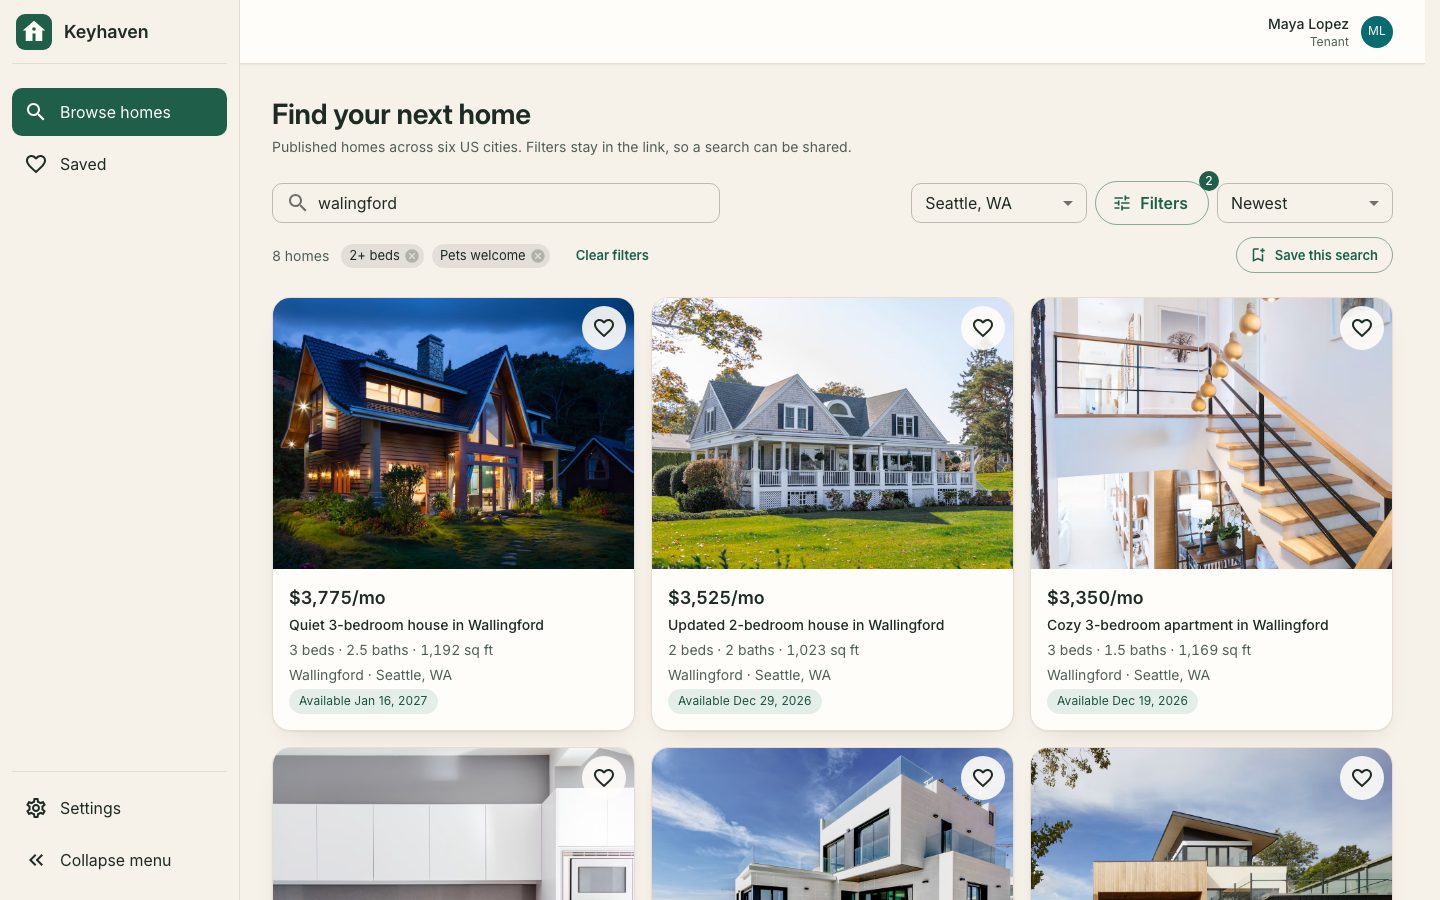 Keyhaven
Maya Lopez
Tenant
ML
Browse homes
Saved
Find your next home
Published homes across six US cities. Filters stay in the link, so a search can be shared.
walingford
Seattle, WA
Filters
2
Newest
8 homes
2+ beds
Pets welcome
Clear filters
Save this search
$3,775/mo
Quiet 3-bedroom house in Wallingford
3 beds · 2.5 baths · 1,192 sq ft
Wallingford · Seattle, WA
Available Jan 16, 2027
$3,525/mo
Updated 2-bedroom house in Wallingford
2 beds · 2 baths · 1,023 sq ft
Wallingford · Seattle, WA
Available Dec 29, 2026
$3,350/mo
Cozy 3-bedroom apartment in Wallingford
3 beds · 1.5 baths · 1,169 sq ft
Wallingford · Seattle, WA
Available Dec 19, 2026
Settings
Collapse menu